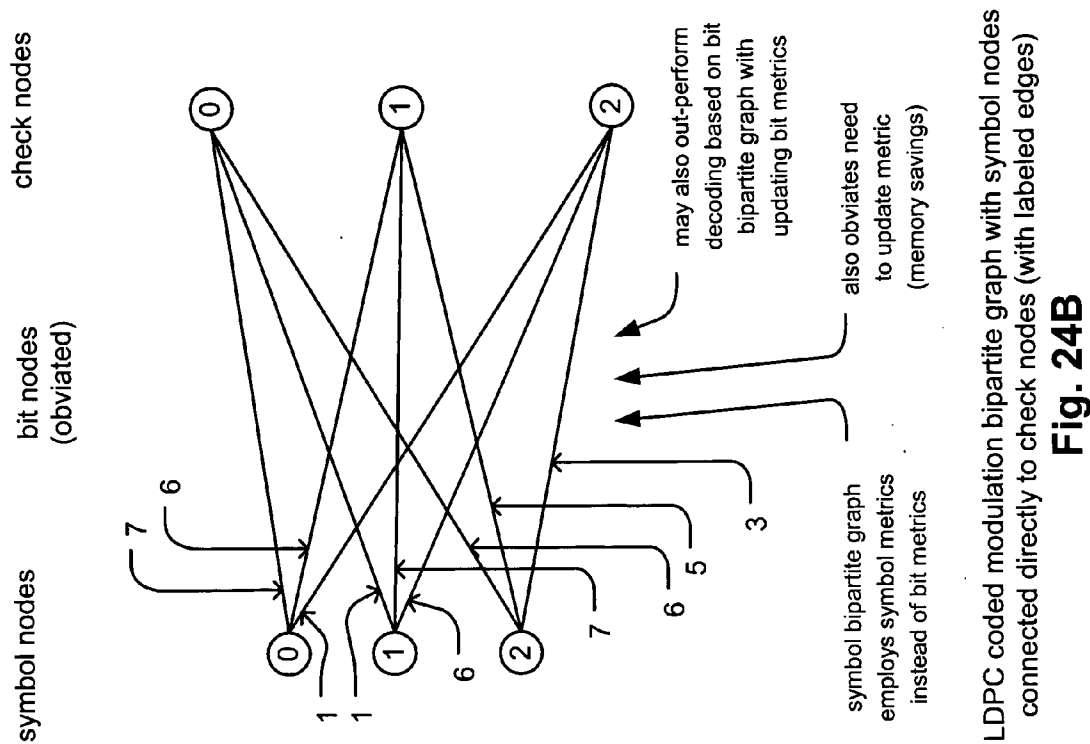 symbol nodes
bit nodes
(obviated)
check nodes
7
6
0
1
2
0
1
2
1
1
6
7
6
5
3
may also out-perform
decoding based on bit
bipartite graph with
updating bit metrics
also obviates need
to update metric
(memory savings)
symbol bipartite graph
employs symbol metrics
instead of bit metrics
LDPC coded modulation bipartite graph with symbol nodes
connected directly to check nodes (with labeled edges)
Fig. 24B